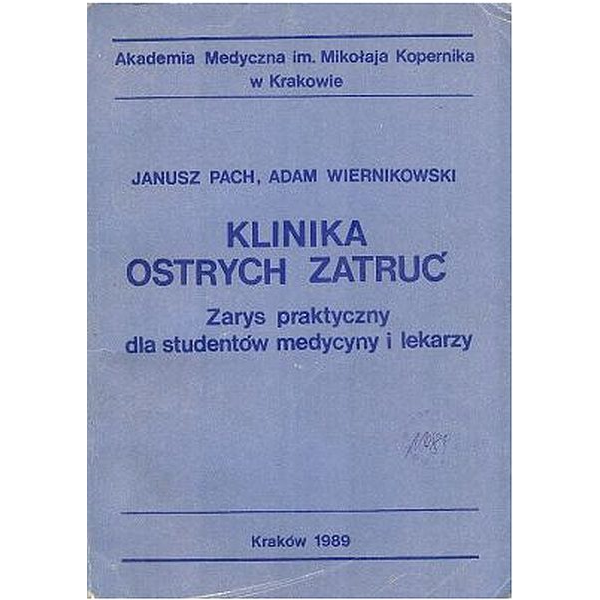 Akademia Medyczna im. Mikołaja Kopernika
w Krakowie
JANUSZ PACH, ADAM WIERNIKOWSKI
KLINIKA
OSTRYCH ZATRUĆ
Zarys praktyczny
dla studentów medycyny i lekarzy
Kraków 1989